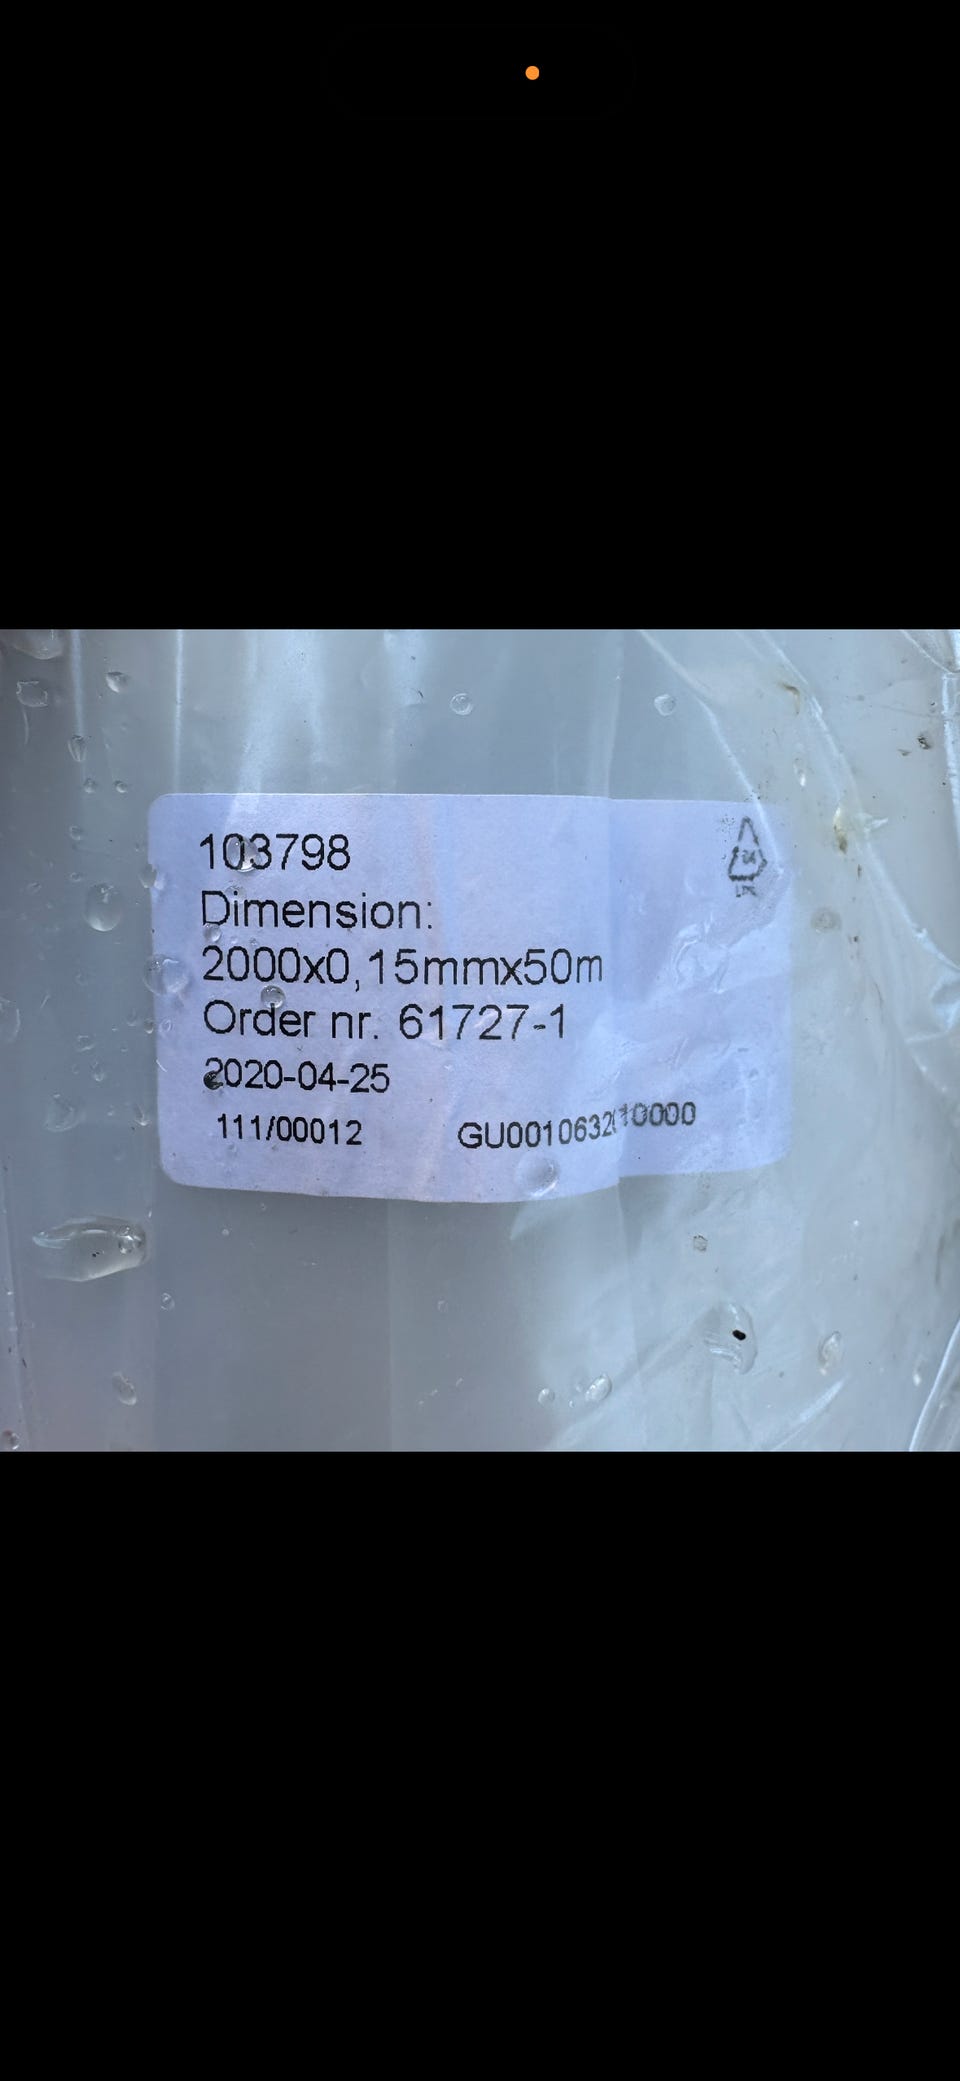 103798
Dimension:
2000x0,15mmx50m
Order nr. 61727-1
2020-04-25
111/00012